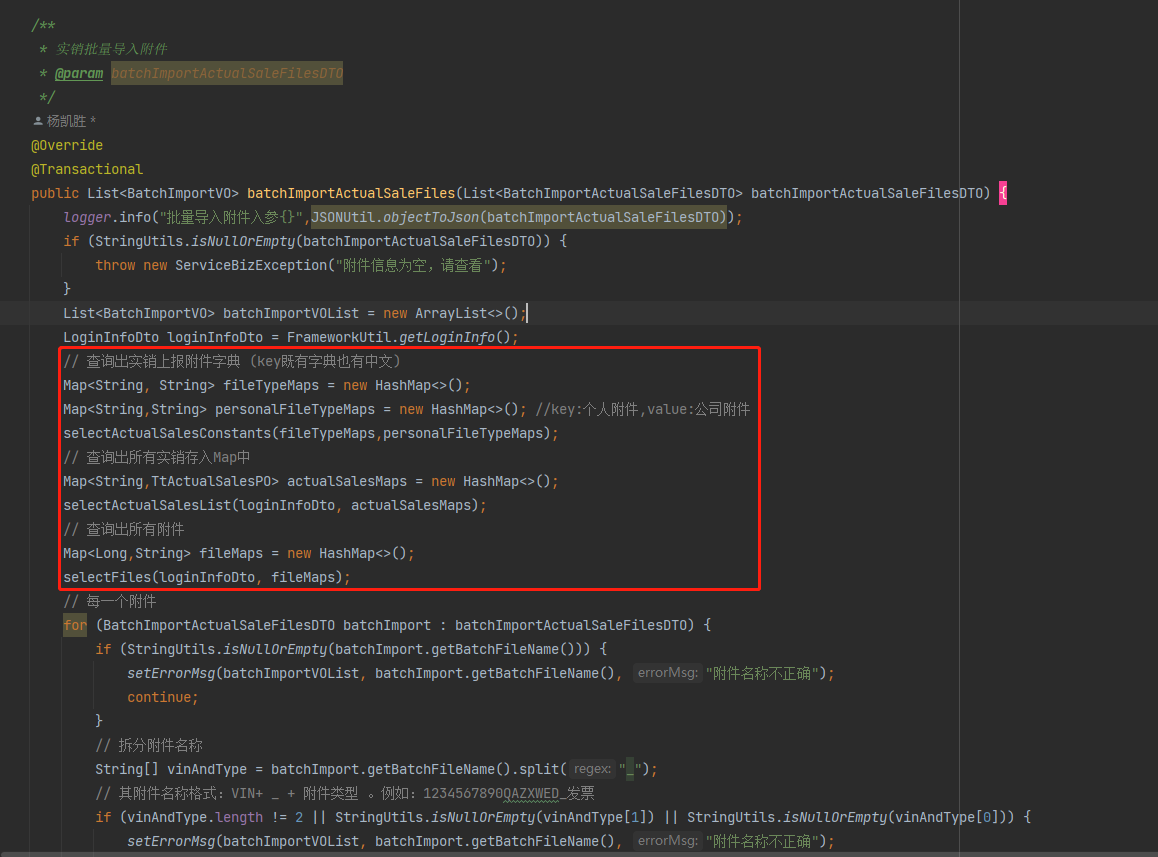 /**
* 实销批量导入附件
* @param batchImportActualSaleFilesDTO
*/
杨凯胜 *
@Override
@Transactional
public List<BatchImportVO> batchImportActualSaleFiles(List<BatchImportActualSaleFilesDTO> batchImportActualSaleFilesDTO) {
logger.info("批量导入附件入参{}",JSONUtil.objectToJson(batchImportActualSaleFilesDTO));
if (StringUtils.isNullOrEmpty(batchImportActualSaleFilesDTO)) {
throw new ServiceBizException("附件信息为空，请查看");
}
List<BatchImportVO> batchImportVOList = new ArrayList<>();
LoginInfoDto loginInfoDto = FrameworkUtil.getLoginInfo();
// 查询出实销上报附件字典（key既有字典也有中文）
Map<String, String> fileTypeMaps = new HashMap<>();
Map<String,String> personalFileTypeMaps = new HashMap<>(); //key:个人附件,value:公司附件
selectActualSalesConstants(fileTypeMaps,personalFileTypeMaps);
// 查询出所有实销存入Map中
Map<String,TtActualSalesPO> actualSalesMaps = new HashMap<>();
selectActualSalesList(loginInfoDto, actualSalesMaps);
// 查询出所有附件
Map<Long,String> fileMaps = new HashMap<>();
selectFiles(loginInfoDto, fileMaps);
// 每一个附件
for (BatchImportActualSaleFilesDTO batchImport : batchImportActualSaleFilesDTO) {
if (StringUtils.isNullOrEmpty(batchImport.getBatchFileName())) {
setErrorMsg(batchImportVOList, batchImport.getBatchFileName(), errorMsg: "附件名称不正确");
continue;
}
// 拆分附件名称
String[] vinAndType = batchImport.getBatchFileName().split( regex: "_");
// 其附件名称格式：VIN+ _ + 附件类型 。例如：1234567890QAZXWED_发票
if (vinAndType.length != 2 || StringUtils.isNullOrEmpty(vinAndType[1]) || StringUtils.isNullOrEmpty(vinAndType[0])) {
setErrorMsg(batchImportVOList, batchImport.getBatchFileName(), errorMsg: "附件名称不正确");